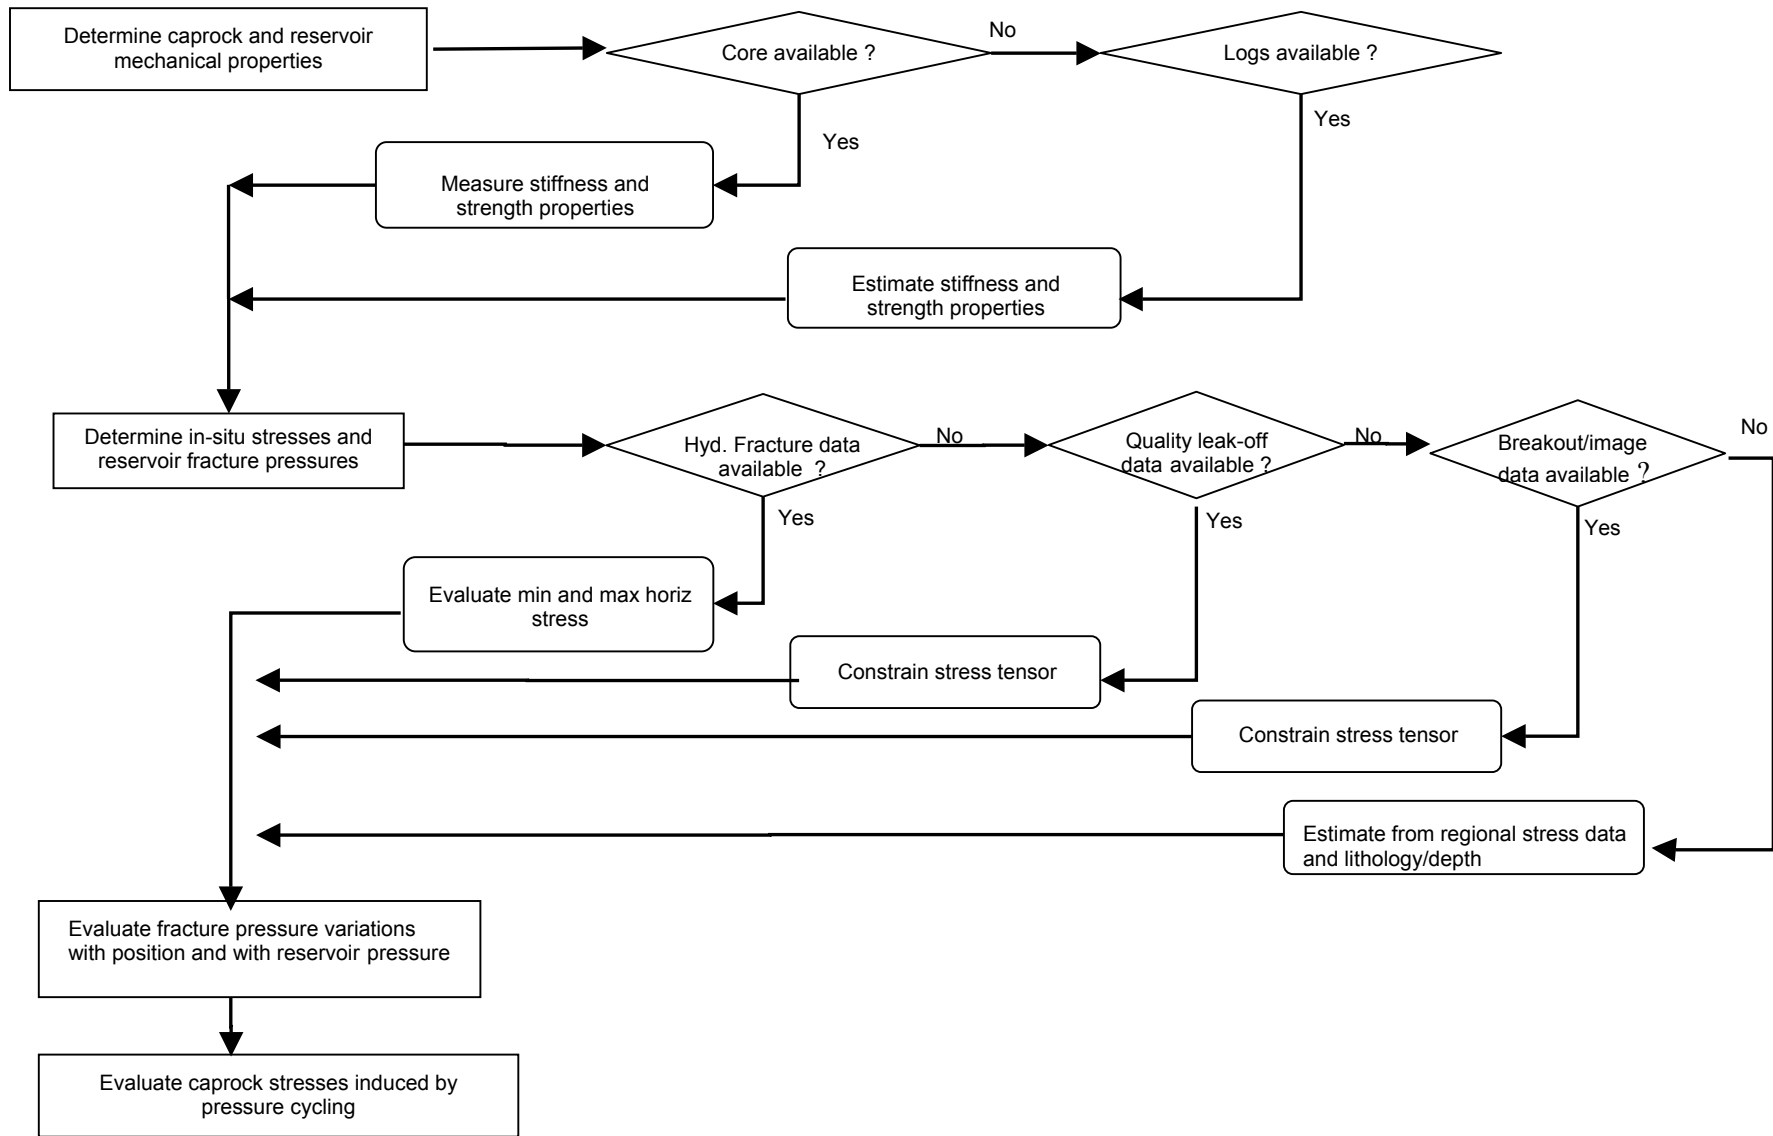 Determine caprock and reservoir
mechanical properties
Core available ?
No
Logs available ?
Yes
Yes
Measure stiffness and
strength properties
Estimate stiffness and
strength properties
Determine in-situ stresses and
reservoir fracture pressures
Hyd. Fracture data
available ?
No
Quality leak-off
data available ?
No
Breakout/image
data available ?
No
Yes
Yes
Yes
Evaluate min and max horiz
stress
Constrain stress tensor
Constrain stress tensor
Estimate from regional stress data
and lithology/depth
Evaluate fracture pressure variations
with position and with reservoir pressure
Evaluate caprock stresses induced by
pressure cycling